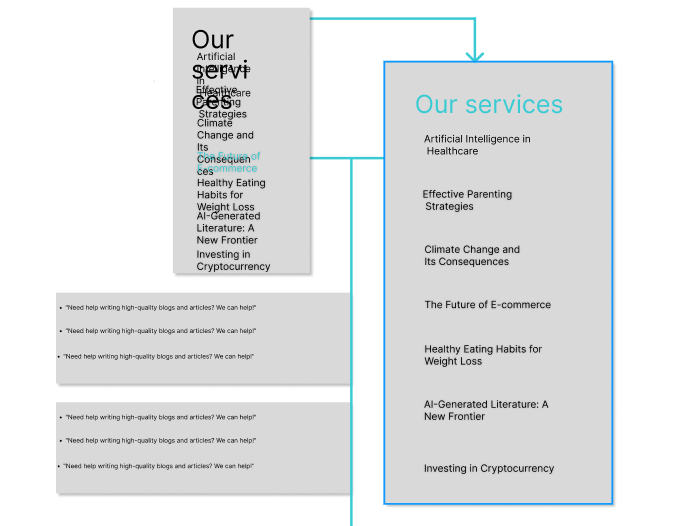 Our
servi
ces
Artificial
Intelligence
in
Healthcare
Effective
Parenting
Strategies
Climate
Change and
Its
Consequen
ces
The Future of
E-commerce
Healthy Eating
Habits for
Weight Loss
AI-Generated
Literature: A
New Frontier
Investing in
Cryptocurrency
• "Need help writing high-quality blogs and articles? We can help!"
• "Need help writing high-quality blogs and articles? We can help!"
• "Need help writing high-quality blogs and articles? We can help!"
• "Need help writing high-quality blogs and articles? We can help!"
• "Need help writing high-quality blogs and articles? We can help!"
• "Need help writing high-quality blogs and articles? We can help!"
Our services
Artificial Intelligence in
Healthcare
Effective Parenting
Strategies
Climate Change and
Its Consequences
The Future of E-commerce
Healthy Eating Habits for
Weight Loss
AI-Generated Literature: A
New Frontier
Investing in Cryptocurrency